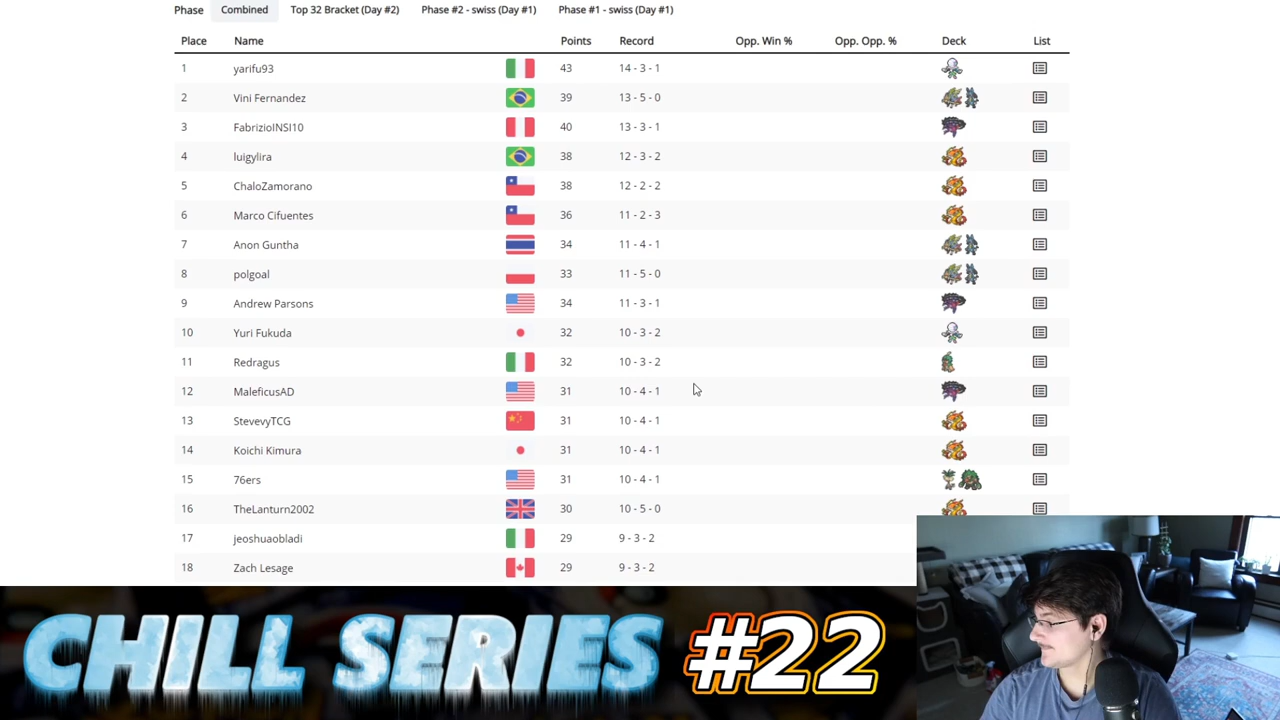 Phase Combined Top 32 Bracket (Day #2) Phase #2 - swiss (Day #1) Phase #1 - swiss (Day #1)
Place Name Points Record Opp. Win % Opp. Opp. % Deck List
1 yarifu93 43 14 - 3 - 1
2 Vini Fernandez 39 13 - 5 - 0
3 FabrizioINSI10 40 13 - 3 - 1
4 luigylira 38 12 - 3 - 2
5 ChaloZamorano 38 12 - 2 - 2
6 Marco Cifuentes 36 11 - 2 - 3
7 Anon Guntha 34 11 - 4 - 1
8 polgoal 33 11 - 5 - 0
9 Andrew Parsons 34 11 - 3 - 1
10 Yuri Fukuda 32 10 - 3 - 2
11 Redragus 32 10 - 3 - 2
12 MaleficusAD 31 10 - 4 - 1
13 StevevyTCG 31 10 - 4 - 1
14 Koichi Kimura 31 10 - 4 - 1
15 76ers 31 10 - 4 - 1
16 TheLanturn2002 30 10 - 5 - 0
17 jeoshuaobladi 29 9 - 3 - 2
18 Zach Lesage 29 9 - 3 - 2
CHILL SERIES #22